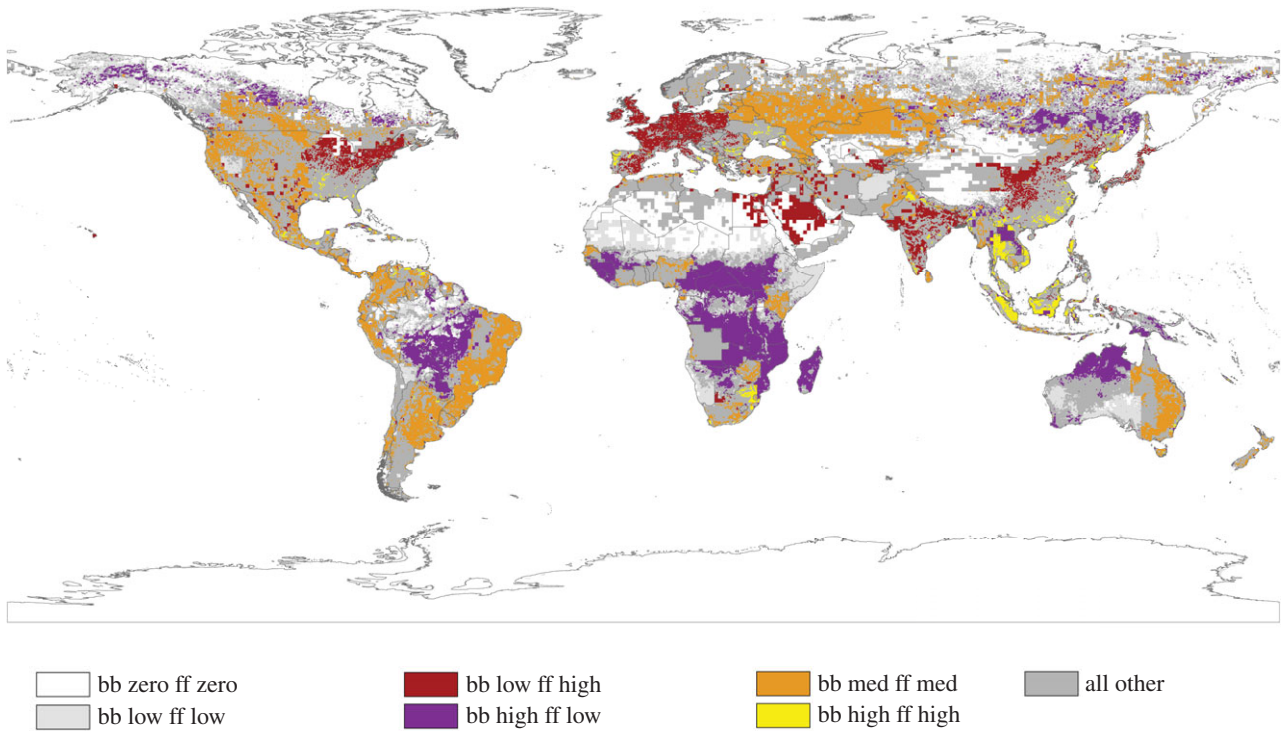 bb zero ff zero
bb low ff high
bb med ff med
all other
bb low ff low
bb high ff low
bb high ff high